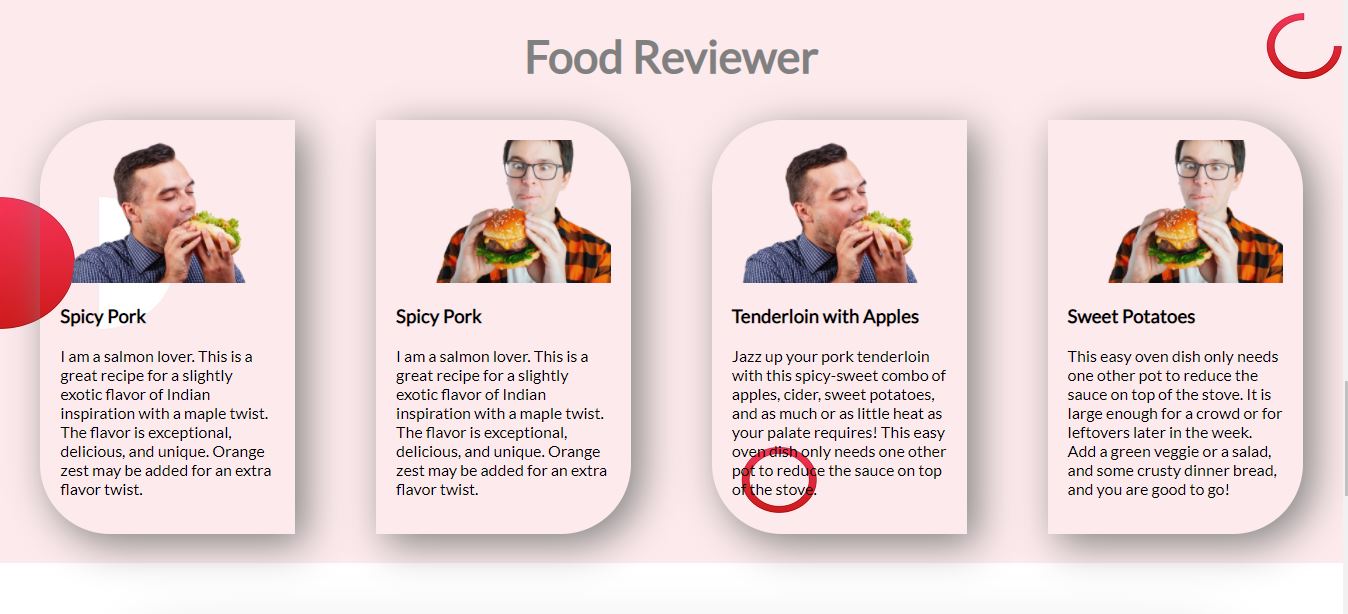 Food Reviewer
Spicy Pork
I am a salmon lover. This is a
great recipe for a slightly
exotic flavor of Indian
inspiration with a maple twist.
The flavor is exceptional,
delicious, and unique. Orange
zest may be added for an extra
flavor twist.
Spicy Pork
I am a salmon lover. This is a
great recipe for a slightly
exotic flavor of Indian
inspiration with a maple twist.
The flavor is exceptional,
delicious, and unique. Orange
zest may be added for an extra
flavor twist.
Tenderloin with Apples
Jazz up your pork tenderloin
with this spicy-sweet combo of
apples, cider, sweet potatoes,
and as much or as little heat as
your palate requires! This easy
oven dish only needs one other
pot to reduce the sauce on top
of the stove.
Sweet Potatoes
This easy oven dish only needs
one other pot to reduce the
sauce on top of the stove. It is
large enough for a crowd or for
leftovers later in the week.
Add a green veggie or a salad,
and some crusty dinner bread,
and you are good to go!